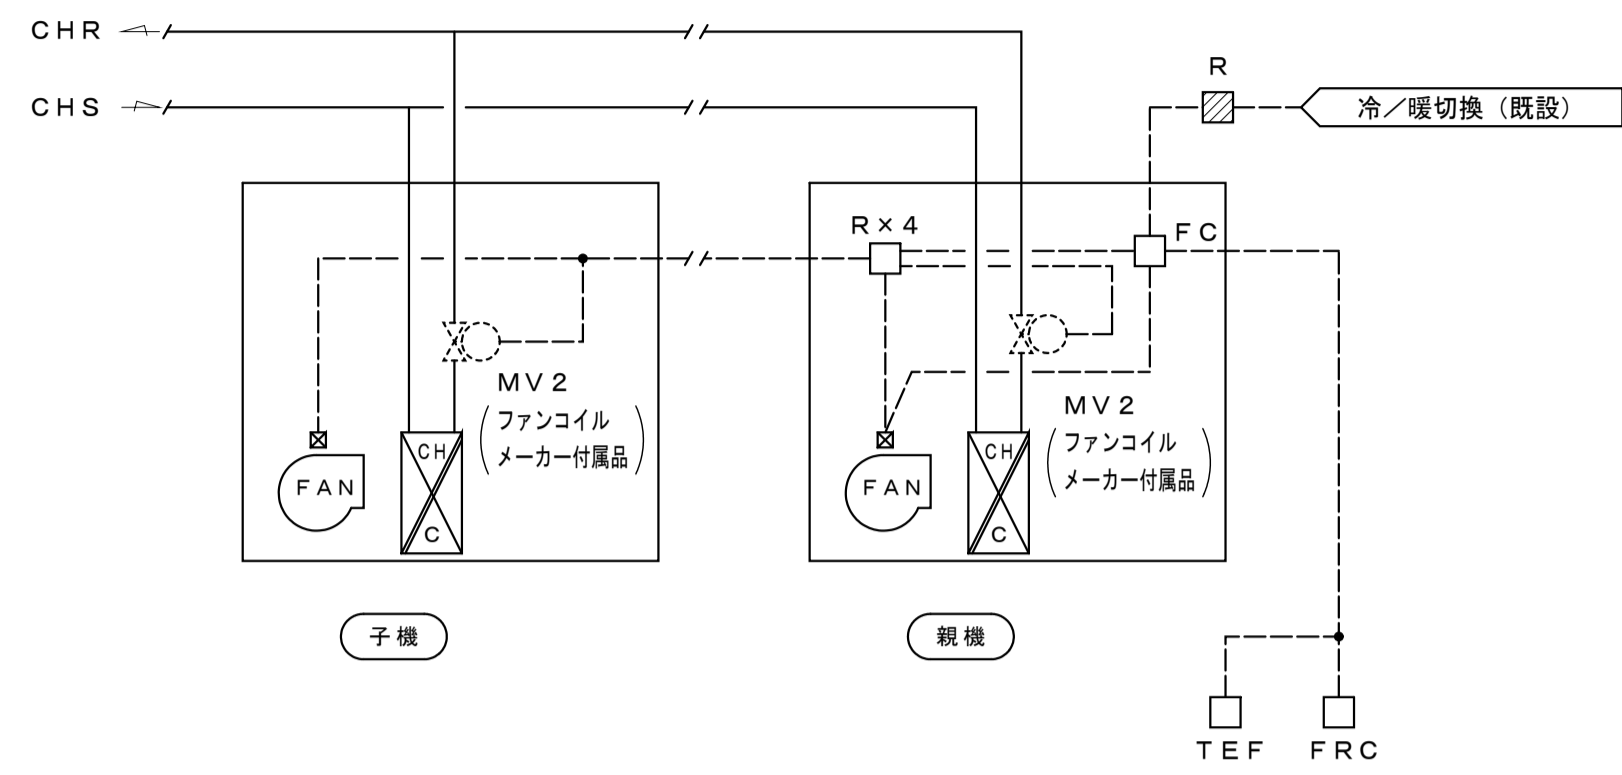 CHR
CHS
R
冷／暖切換（既設）
R×4
FC
MV2
（ファンコイル
メーカー付属品）
MV2
（ファンコイル
メーカー付属品）
FAN
CH
C
FAN
CH
C
子機
親機
TEF
FRC